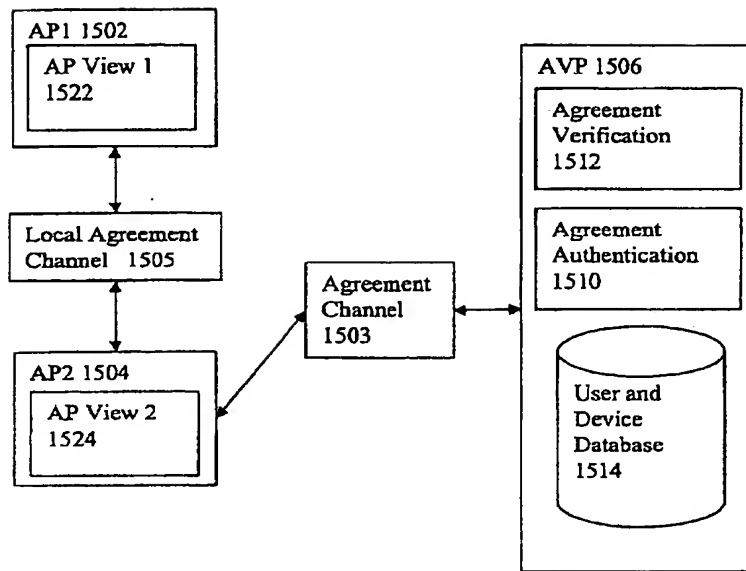 AP1 1502
AP View 1
1522
Local Agreement
Channel 1505
AP2 1504
AP View 2
1524
Agreement
Channel
1503
AVP 1506
Agreement
Verification
1512
Agreement
Authentication
1510
User and
Device
Database
1514